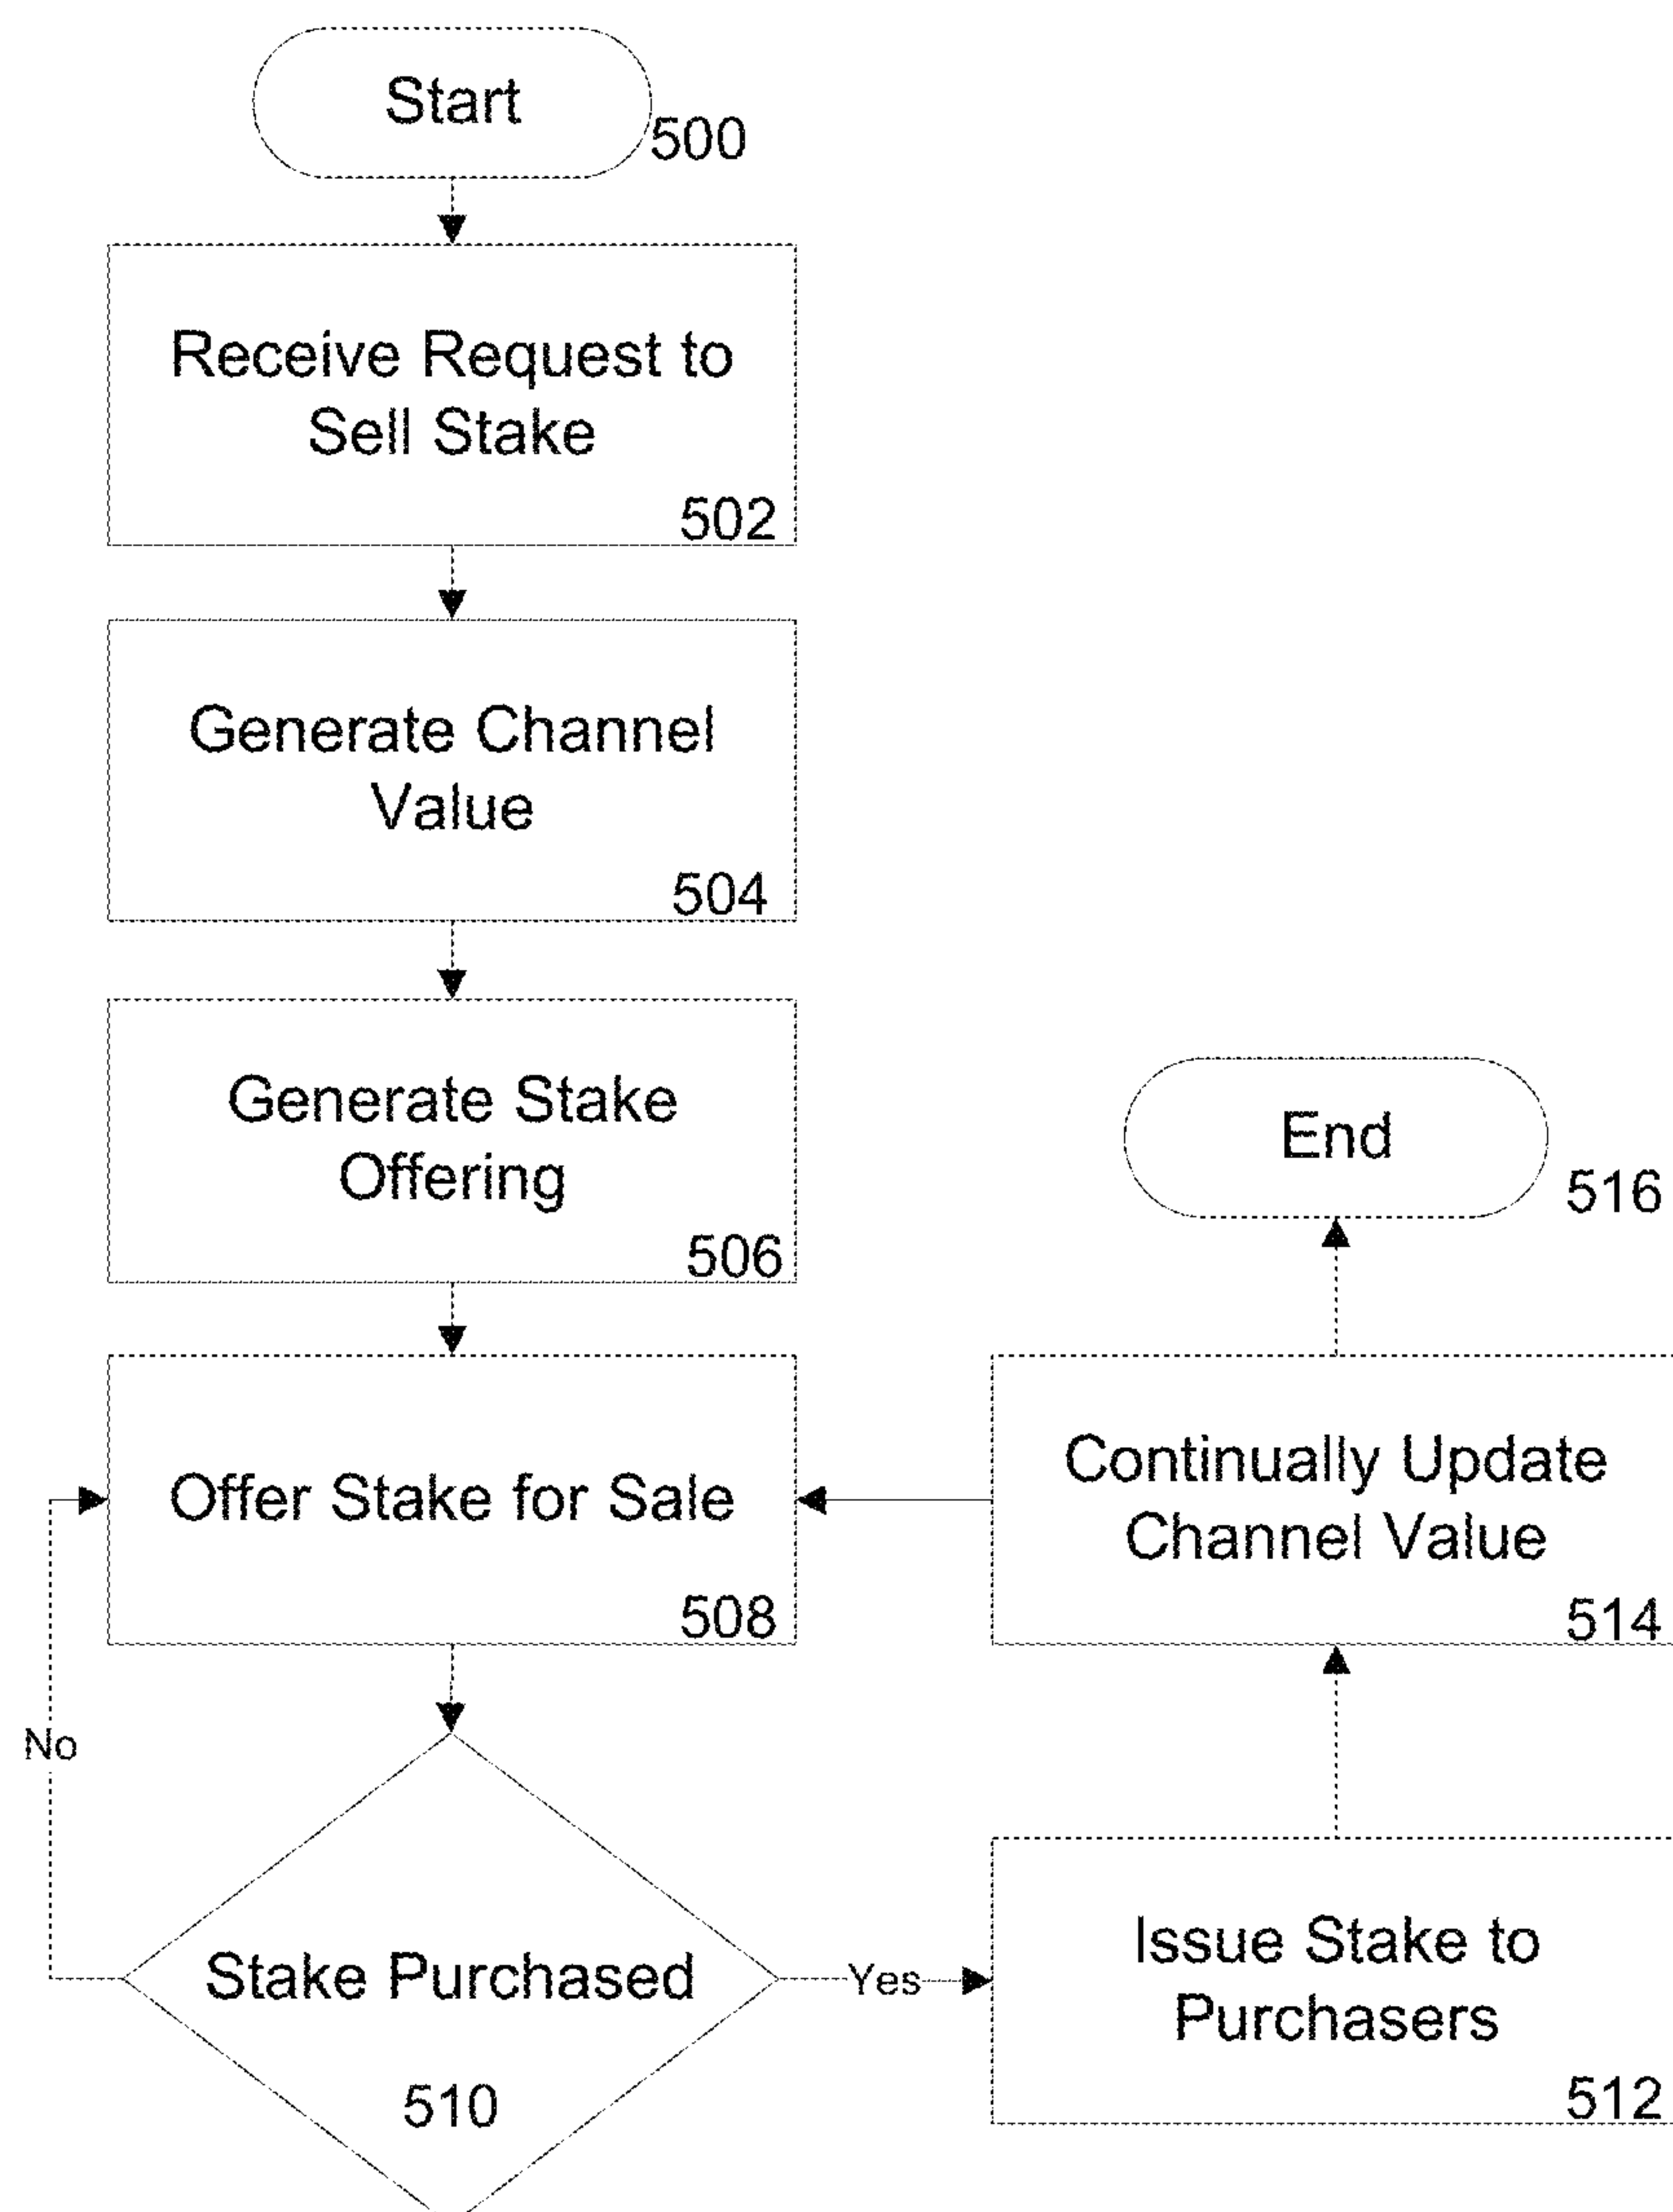 Start
500
Receive Request to
Sell Stake
502
Generate Channel
Value
504
Generate Stake
Offering
506
End
516
Offer Stake for Sale
508
Continually Update
Channel Value
514
No
Stake Purchased
510
Yes
Issue Stake to
Purchasers
512